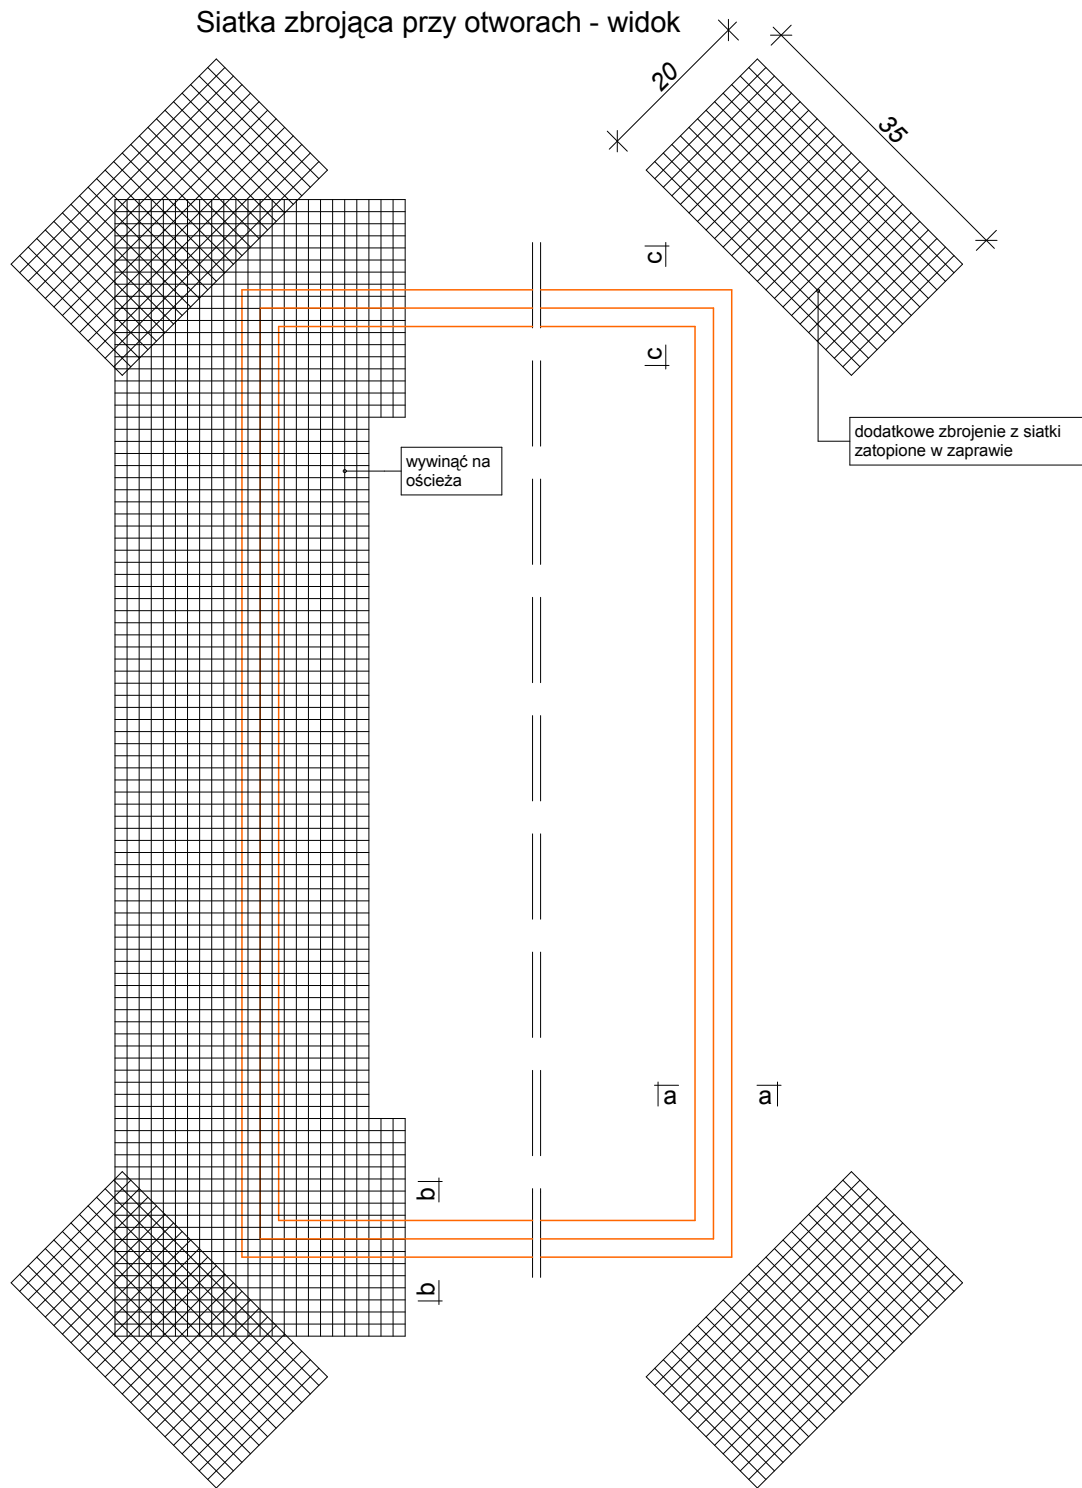 Siatka zbrojąca przy otworach - widok
20
35
c
c
dodatkowe zbrojenie z siatki
zatopione w zaprawie
wywinąć na
ościeża
a
a
b
b